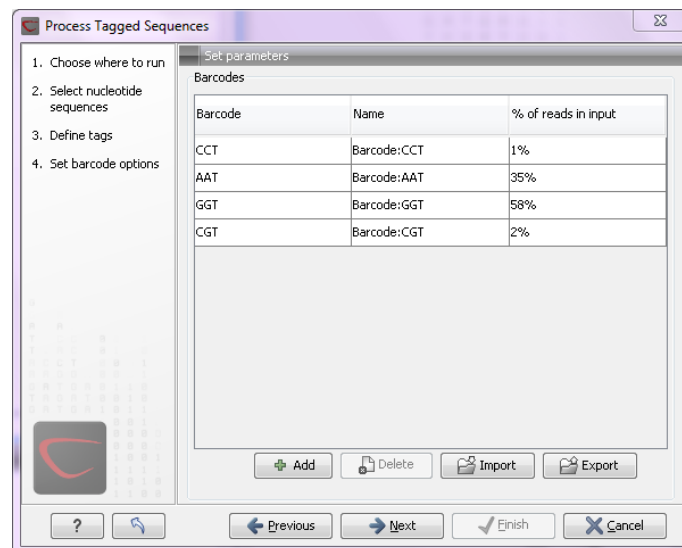 Process Tagged Sequences
1. Choose where to run
2. Select nucleotide
sequences
3. Define tags
4. Set barcode options
Set parameters
Barcodes
Barcode Name % of reads in input
CCT Barcode:CCT 1%
AAT Barcode:AAT 35%
GGT Barcode:GGT 58%
CGT Barcode:CGT 2%
Add Delete Import Export
? Previous Next Finish Cancel